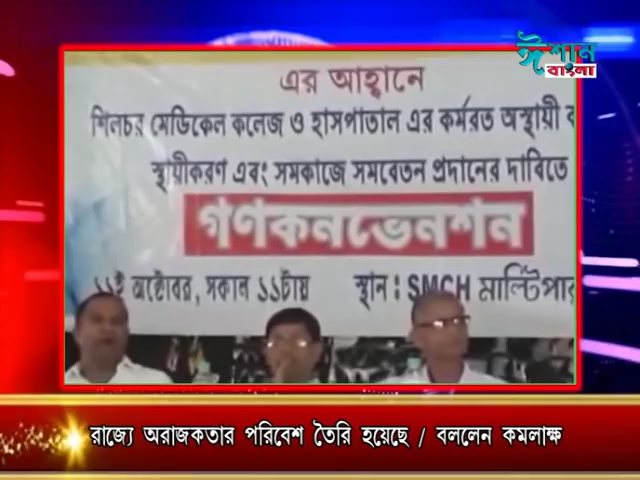 ঈশান
বাংলা
এর আহ্বানে
শিলচর মেডিকেল কলেজ ও হাসপাতাল এর কর্মরত অস্থায়ী
স্থায়ীকরণ এবং সমকাজে সমবেতন প্রদানের দাবিতে
গণকনভেনশন
১১ই অক্টোবর, সকাল ১১টায় স্থান : SMCH মাল্টিপার
রাজ্যে অরাজকতার পরিবেশ তৈরি হয়েছে / বললেন কমলাক্ষ